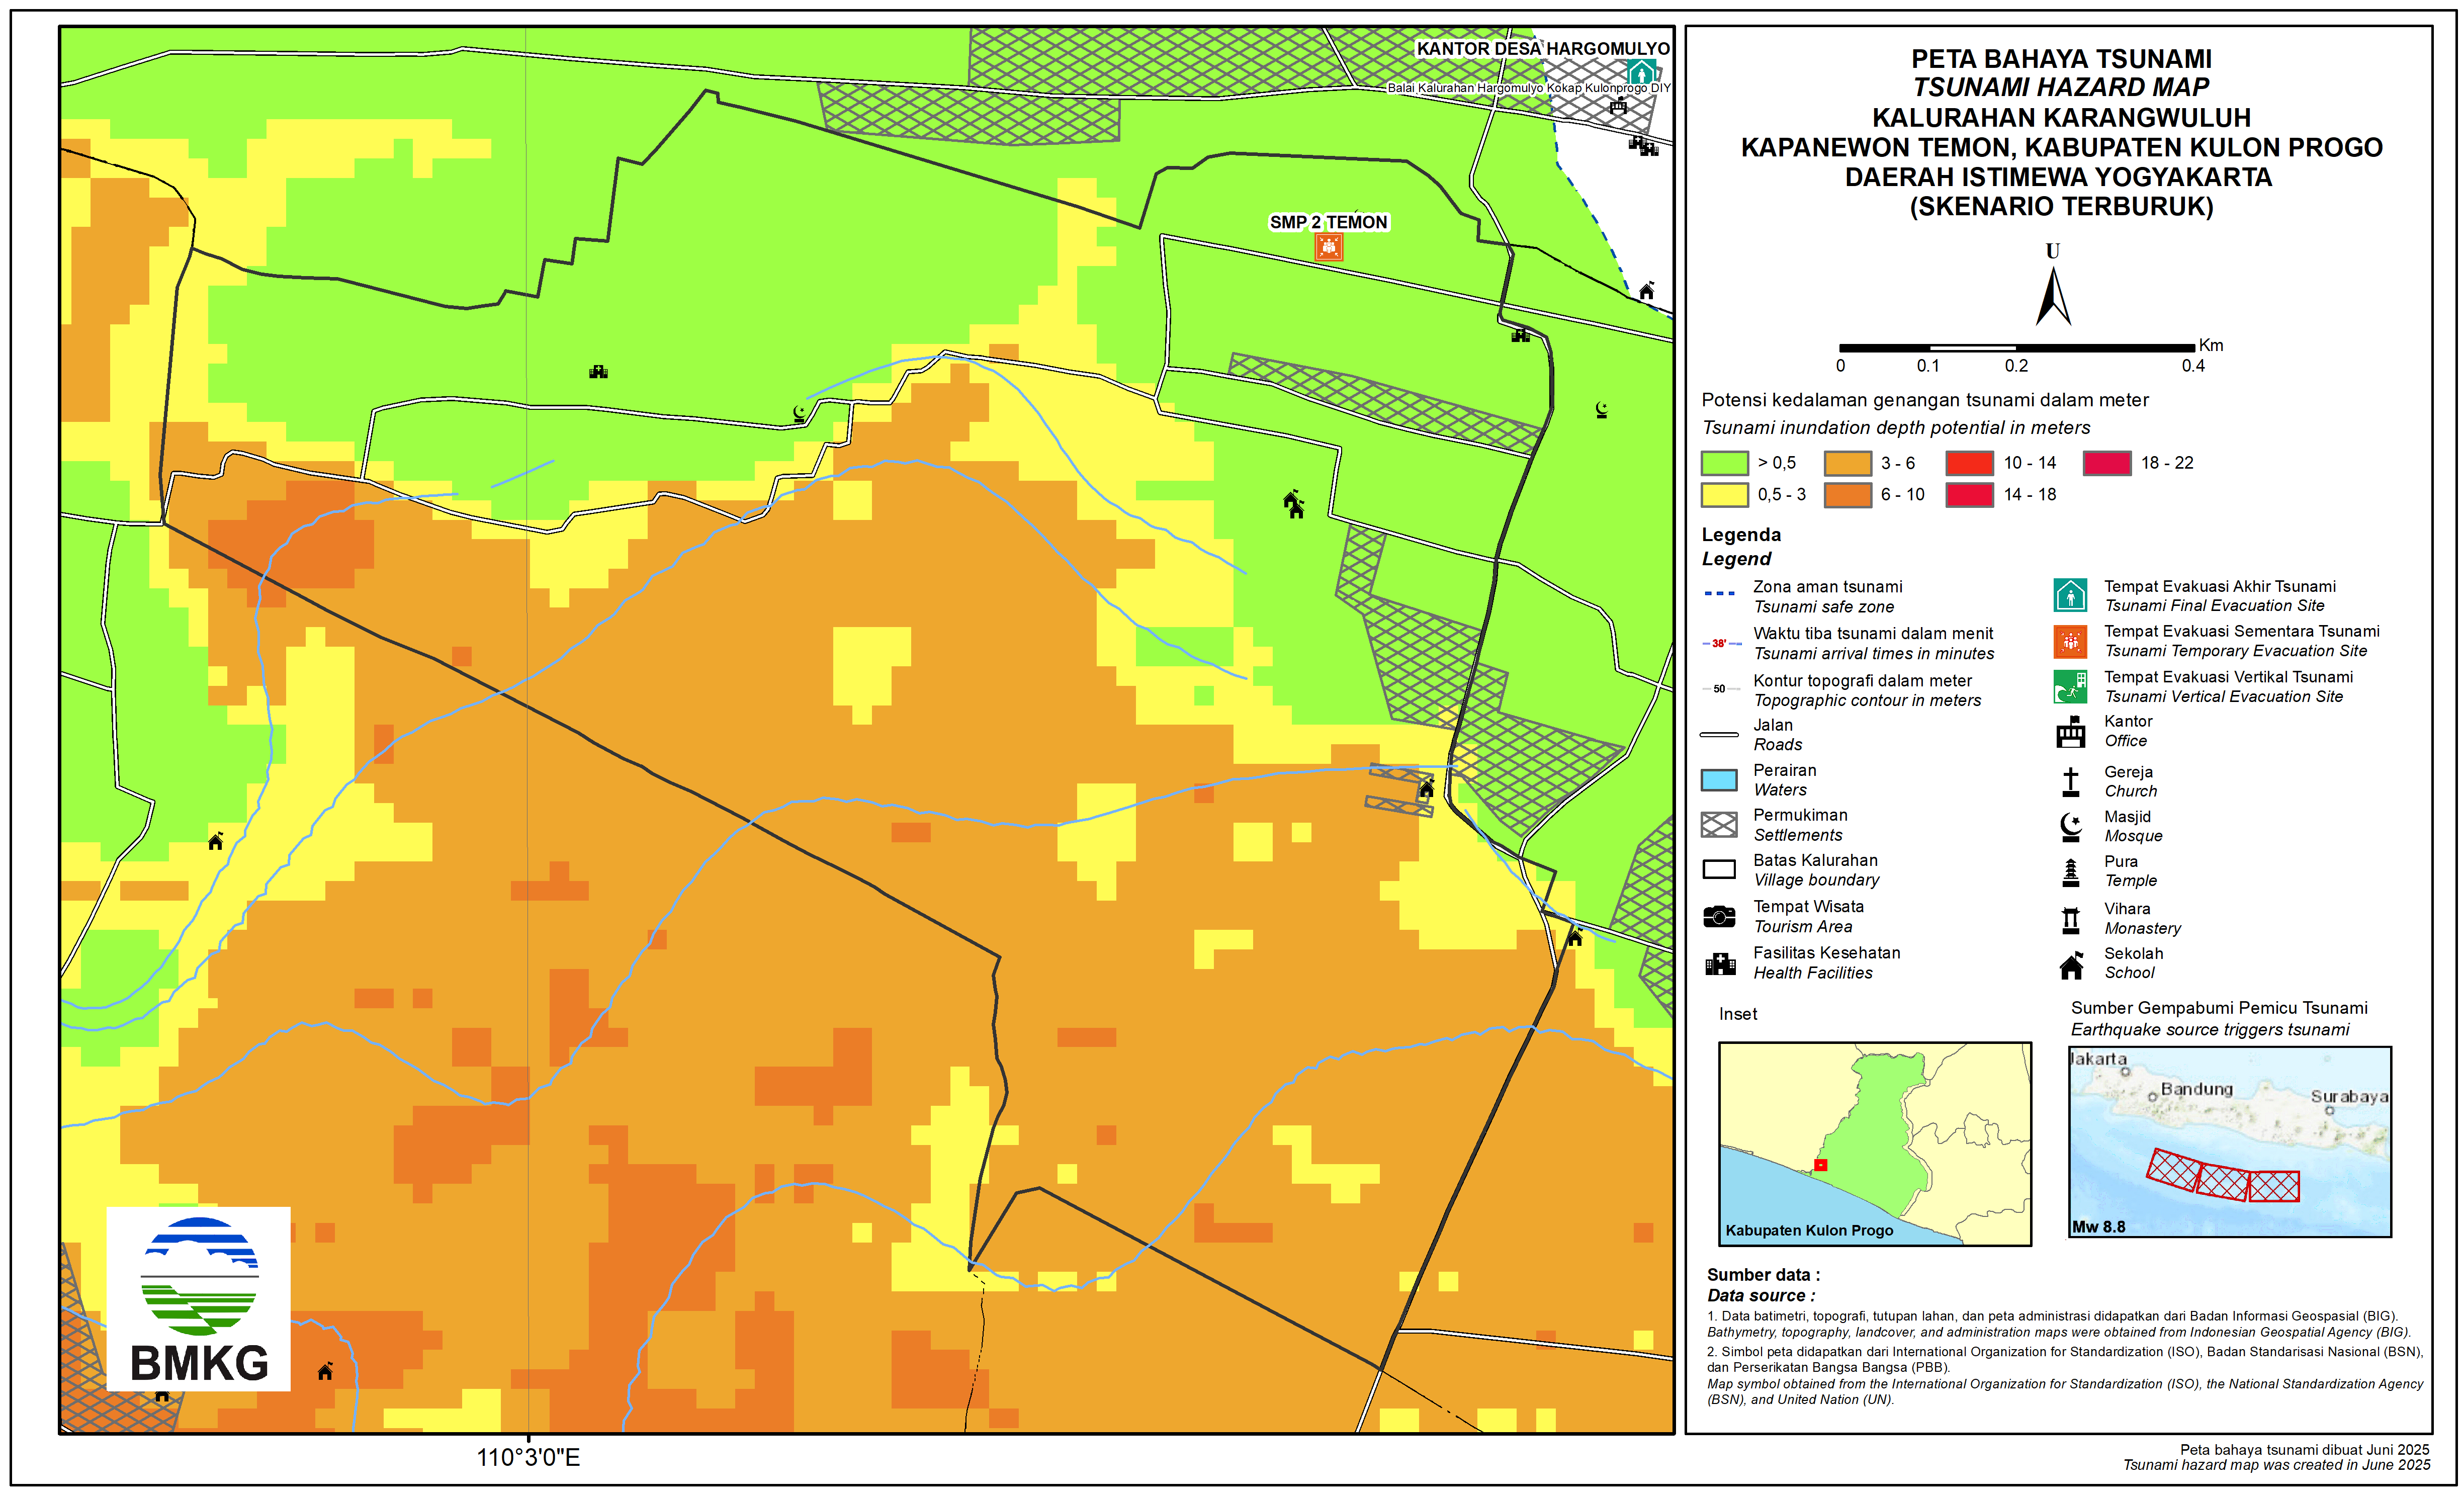 KANTOR DESA HARGOMULYO
Balai Kalurahan Hargomulyo Kokap Kulonprogo DIY
SMP 2 TEMON
BMKG
110°3'0"E
PETA BAHAYA TSUNAMI
TSUNAMI HAZARD MAP
KALURAHAN KARANGWULUH
KAPANEWON TEMON, KABUPATEN KULON PROGO
DAERAH ISTIMEWA YOGYAKARTA
(SKENARIO TERBURUK)
U
Km
0 0.1 0.2 0.4
Potensi kedalaman genangan tsunami dalam meter
Tsunami inundation depth potential in meters
> 0,5 3 - 6 10 - 14 18 - 22
0,5 - 3 6 - 10 14 - 18
Legenda
Legend
Zona aman tsunami
Tsunami safe zone
38'
Waktu tiba tsunami dalam menit
Tsunami arrival times in minutes
50
Kontur topografi dalam meter
Topographic contour in meters
Jalan
Roads
Perairan
Waters
Permukiman
Settlements
Batas Kalurahan
Village boundary
Tempat Wisata
Tourism Area
Fasilitas Kesehatan
Health Facilities
Tempat Evakuasi Akhir Tsunami
Tsunami Final Evacuation Site
Tempat Evakuasi Sementara Tsunami
Tsunami Temporary Evacuation Site
Tempat Evakuasi Vertikal Tsunami
Tsunami Vertical Evacuation Site
Kantor
Office
Gereja
Church
Masjid
Mosque
Pura
Temple
Vihara
Monastery
Sekolah
School
Inset
Kabupaten Kulon Progo
Sumber Gempabumi Pemicu Tsunami
Earthquake source triggers tsunami
Jakarta
Bandung
Surabaya
Mw 8.8
Sumber data :
Data source :
1. Data batimetri, topografi, tutupan lahan, dan peta administrasi didapatkan dari Badan Informasi Geospasial (BIG).
Bathymetry, topography, landcover, and administration maps were obtained from Indonesian Geospatial Agency (BIG).
2. Simbol peta didapatkan dari International Organization for Standardization (ISO), Badan Standarisasi Nasional (BSN),
dan Perserikatan Bangsa Bangsa (PBB).
Map symbol obtained from the International Organization for Standardization (ISO), the National Standardization Agency
(BSN), and United Nation (UN).
Peta bahaya tsunami dibuat Juni 2025
Tsunami hazard map was created in June 2025